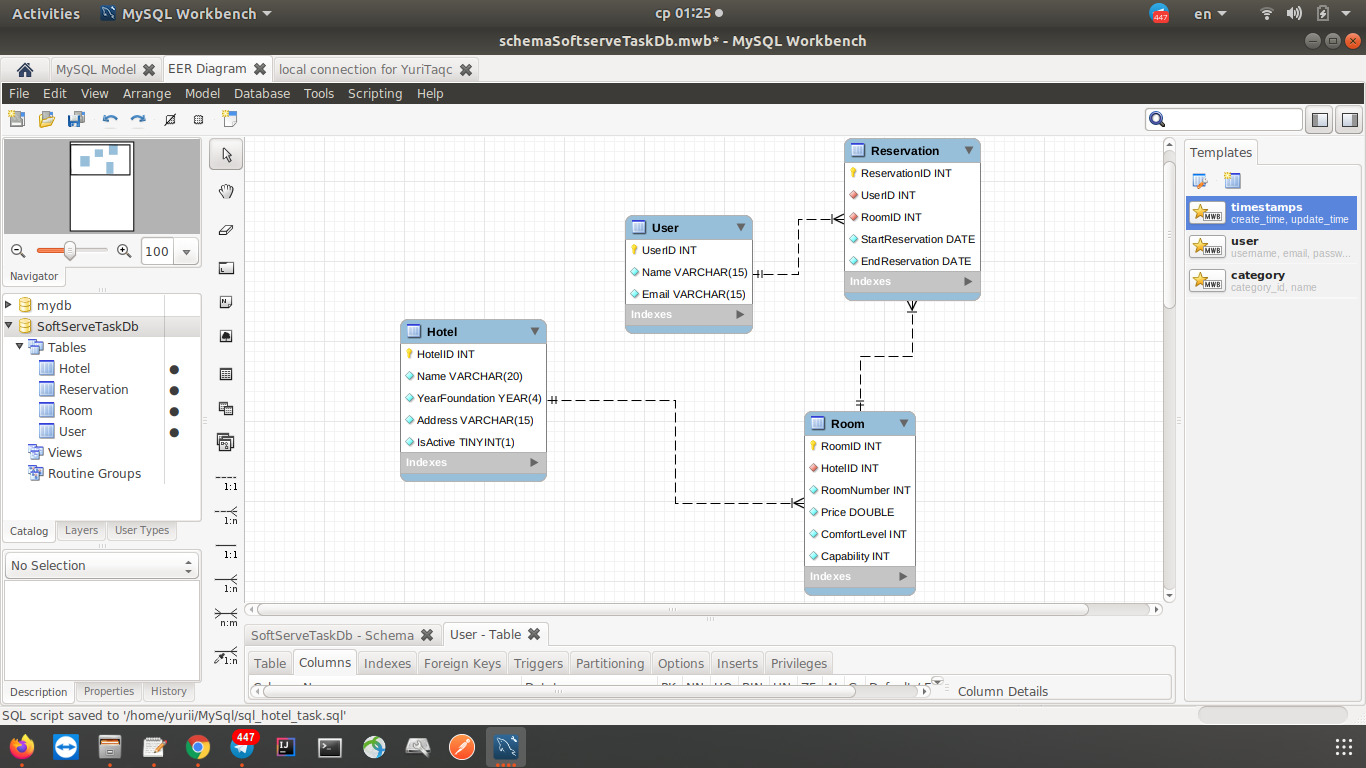 Activities
MySQL Workbench
ср 01:25
447
en
schemaSoftserveTaskDb.mwb* - MySQL Workbench
MySQL Model
EER Diagram
local connection for YuriTaqc
File Edit View Arrange Model Database Tools Scripting Help
100
Navigator
mydb
SoftServeTaskDb
Tables
Hotel
Reservation
Room
User
Views
Routine Groups
Catalog Layers User Types
No Selection
Description Properties History
1:1
1:n
1:1
1:n
n:m
1:n
Hotel
HotelID INT
Name VARCHAR(20)
YearFoundation YEAR(4)
Address VARCHAR(15)
IsActive TINYINT(1)
Indexes
User
UserID INT
Name VARCHAR(15)
Email VARCHAR(15)
Indexes
Reservation
ReservationID INT
UserID INT
RoomID INT
StartReservation DATE
EndReservation DATE
Indexes
Room
RoomID INT
HotelID INT
RoomNumber INT
Price DOUBLE
ComfortLevel INT
Capability INT
Indexes
Templates
timestamps
create_time, update_time
user
username, email, passw...
category
category_id, name
SoftServeTaskDb - Schema
User - Table
Table Columns Indexes Foreign Keys Triggers Partitioning Options Inserts Privileges
Column Details
SQL script saved to '/home/yurii/MySql/sql_hotel_task.sql'
447